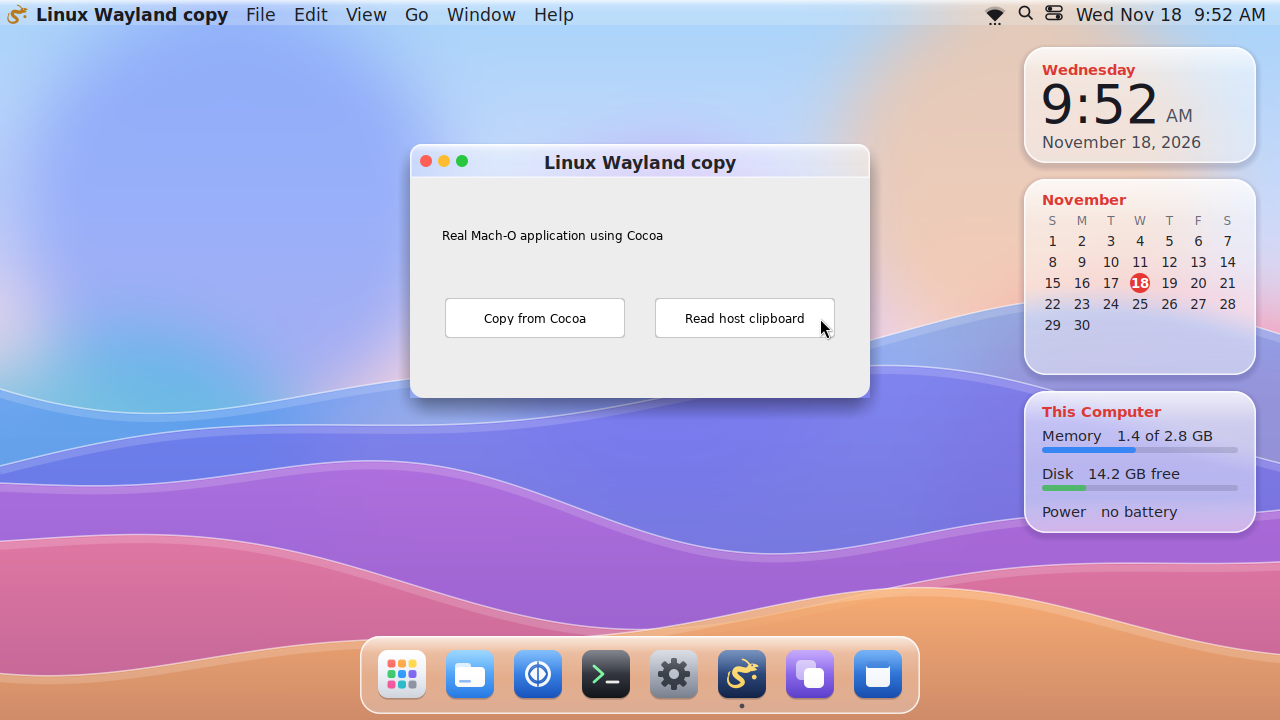 Linux Wayland copy File Edit View Go Window Help Wed Nov 18 9:52 AM
Linux Wayland copy
Real Mach-O application using Cocoa
Copy from Cocoa Read host clipboard
Wednesday
9:52 AM
November 18, 2026
November
S M T W T F S
1 2 3 4 5 6 7
8 9 10 11 12 13 14
15 16 17 18 19 20 21
22 23 24 25 26 27 28
29 30
This Computer
Memory 1.4 of 2.8 GB
Disk 14.2 GB free
Power no battery